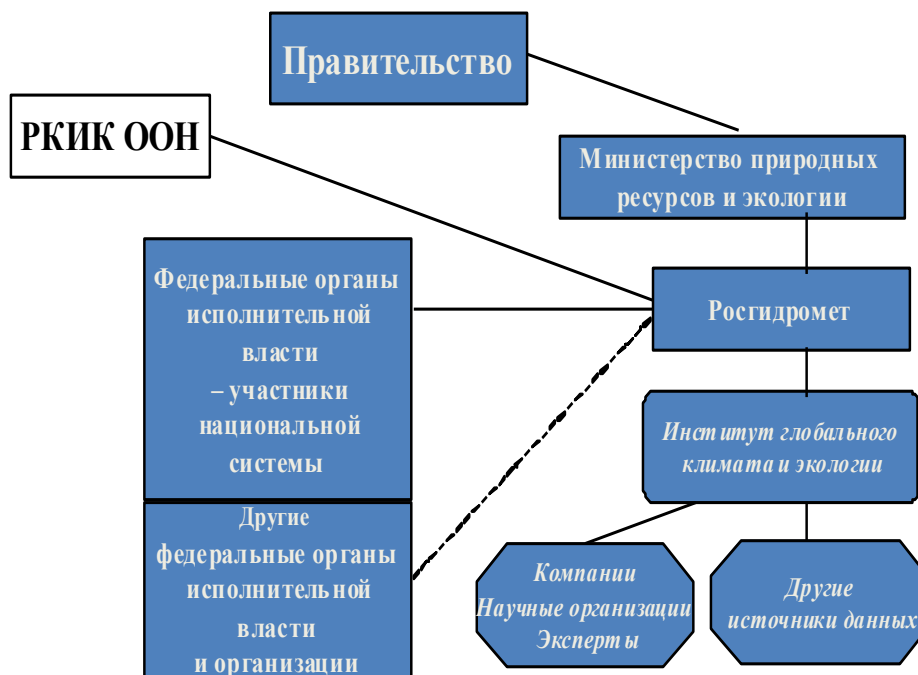 Правительство
РКИК ООН
Министерство природных
ресурсов и экологии
Федеральные органы
исполнительной
власти
– участники
национальной
системы
Росгидромет
Институт глобального
климата и экологии
Другие
федеральные органы
исполнительной
власти
и организации
Компании
Научные организации
Эксперты
Другие
источники данных